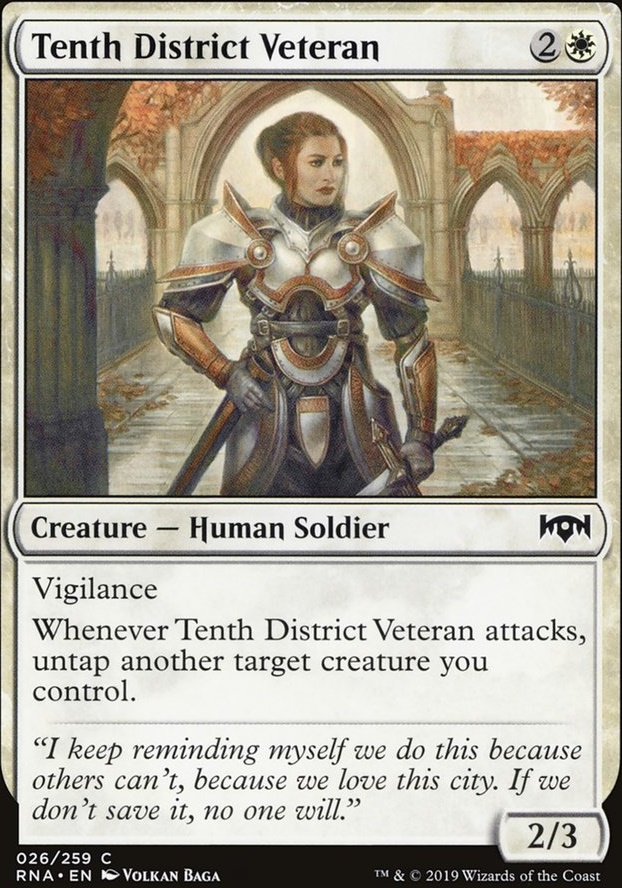 Tenth District Veteran 2
Creature — Human Soldier
Vigilance
Whenever Tenth District Veteran attacks,
untap another target creature you
control.
“I keep reminding myself we do this because
others can’t, because we love this city. If we
don’t save it, no one will.”
2/3
026/259 C
RNA • EN VOLKAN BAGA
™ & © 2019 Wizards of the Coast